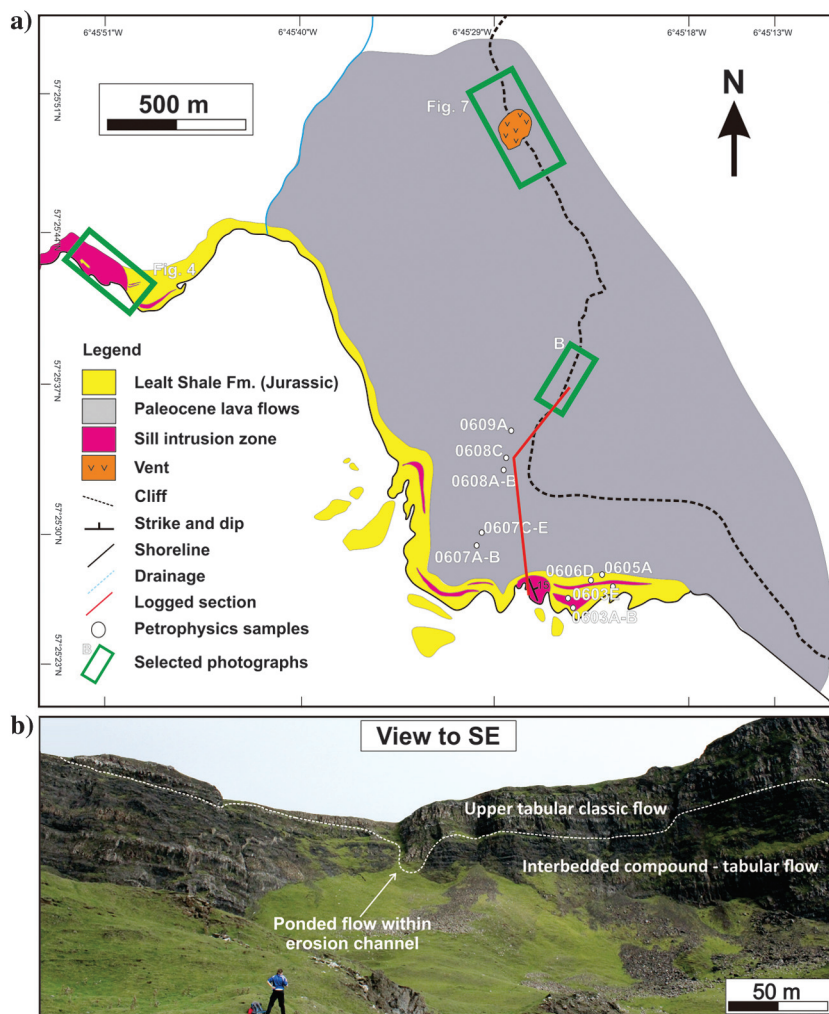 a)
6°45'51"W
6°45'40"W
6°45'29"W
6°45'18"W
6°45'13"W
57°25'51"N
500 m
Fig. 7
N
57°25'44"N
Fig. 4
B
Legend
Lealt Shale Fm. (Jurassic)
Paleocene lava flows
Sill intrusion zone
Vent
Cliff
Strike and dip
Shoreline
Drainage
Logged section
Petrophysics samples
B
Selected photographs
57°25'37"N
57°25'30"N
57°25'23"N
0609A
0608C
0608A-B
0607C-E
0607A-B
0606D
0605A
0603E
0603A-B
b)
View to SE
Upper tabular classic flow
Interbedded compound - tabular flow
Ponded flow within
erosion channel
50 m